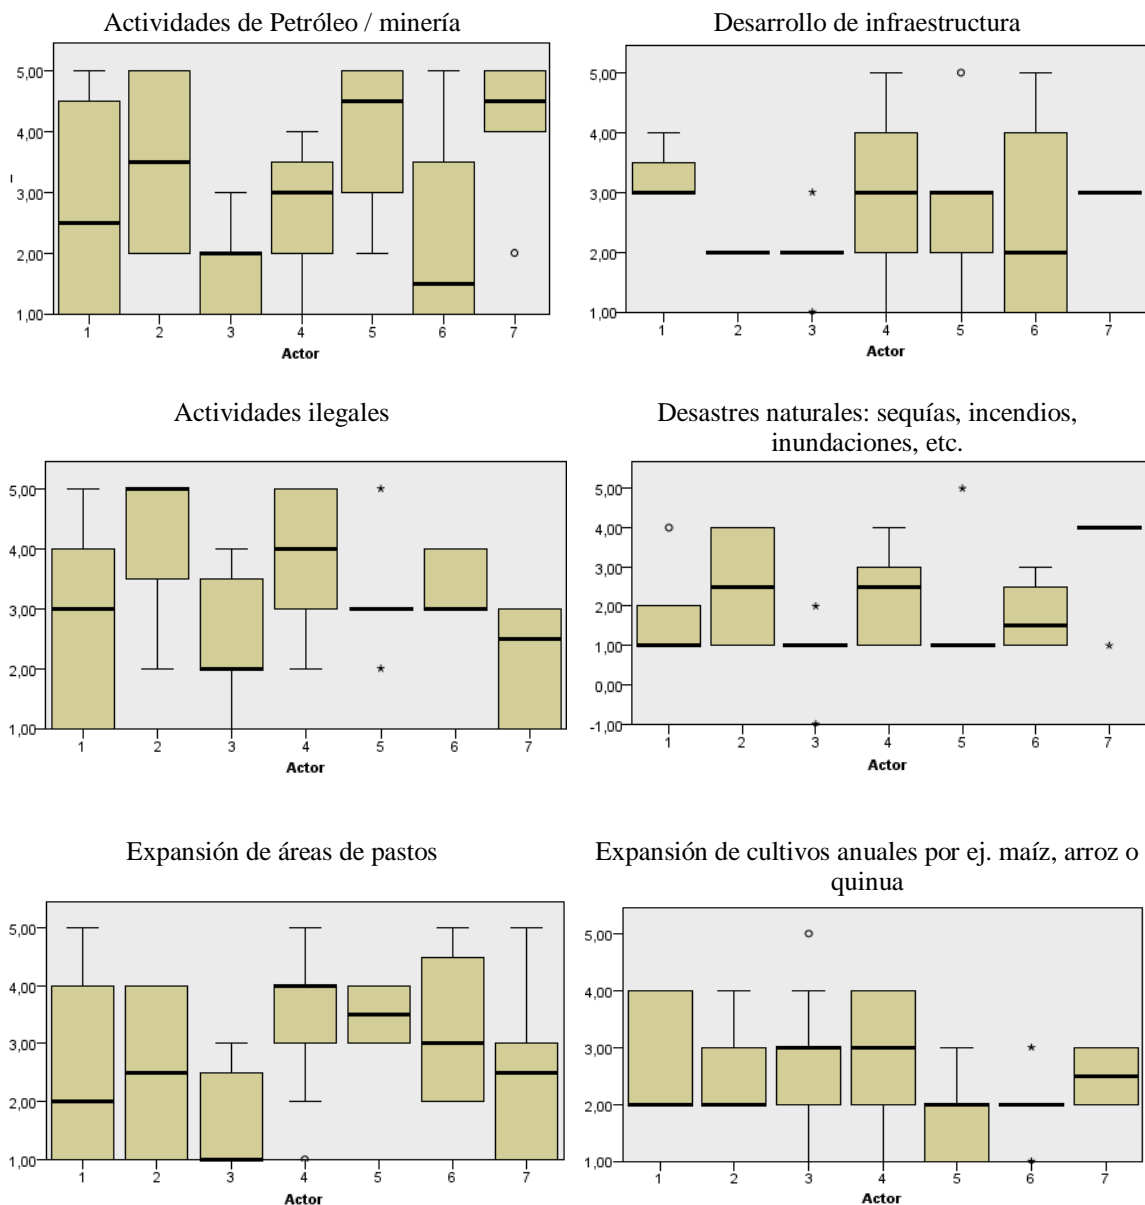 Actividades de Petróleo / minería
5,00
4,00
3,00
2,00
1,00
1 2 3 4 5 6 7
Actor
Desarrollo de infraestructura
5,00
4,00
3,00
2,00
1,00
1 2 3 4 5 6 7
Actor
Actividades ilegales
5,00
4,00
3,00
2,00
1,00
1 2 3 4 5 6 7
Actor
Desastres naturales: sequías, incendios,
inundaciones, etc.
5,00
4,00
3,00
2,00
1,00
0,00
-1,00
1 2 3 4 5 6 7
Actor
Expansión de áreas de pastos
5,00
4,00
3,00
2,00
1,00
1 2 3 4 5 6 7
Actor
Expansión de cultivos anuales por ej. maíz, arroz o
quinua
5,00
4,00
3,00
2,00
1,00
1 2 3 4 5 6 7
Actor